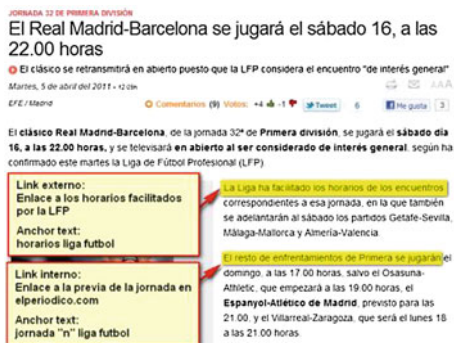 JORNADA 32 DE PRIMERA DIVISIÓN
El Real Madrid-Barcelona se jugará el sábado 16, a las
22.00 horas
El clásico se retransmitirá en abierto puesto que la LFP considera el encuentro "de interés general"
Martes, 5 de abril del 2011 - 12:05h
EFE / Madrid
Comentarios (9) Votos: +4 -1 Tweet 6 Me gusta 3
AAA
El clásico Real Madrid-Barcelona, de la jornada 32ª de Primera división, se jugará el sábado día
16, a las 22.00 horas, y se televisará en abierto al ser considerado de interés general, según ha
confirmado este martes la Liga de Fútbol Profesional (LFP).
Link externo:
Enlace a los horarios facilitados
por la LFP
Anchor text:
horarios liga futbol
La Liga ha facilitado los horarios de los encuentros
correspondientes a esa jornada, en la que también
se adelantarán al sábado los partidos Getafe-Sevilla,
Málaga-Mallorca y Almería-Valencia.
Link interno:
Enlace a la previa de la jornada en
elperiodico.com
Anchor text:
jornada "n" liga futbol
El resto de enfrentamientos de Primera se jugarán el
domingo, a las 17.00 horas, salvo el Osasuna-
Athletic, que empezará a las 19.00 horas, el
Espanyol-Atlético de Madrid, previsto para las
21.00, y el Villarreal-Zaragoza, que será el lunes 18
a las 21.00 horas.